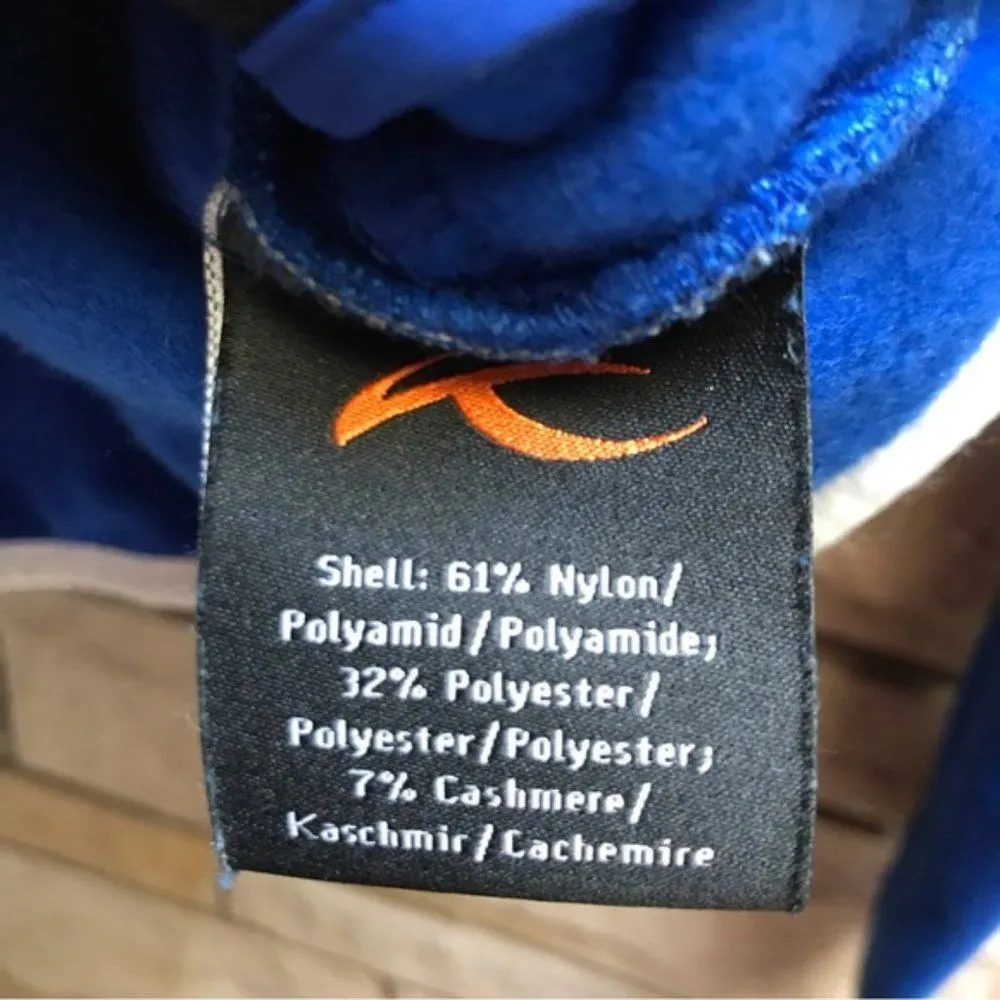 Shell: 61% Nylon/
Polyamid/Polyamide;
32% Polyester/
Polyester/Polyester;
7% Cashmere/
Kaschmir/Cachemire